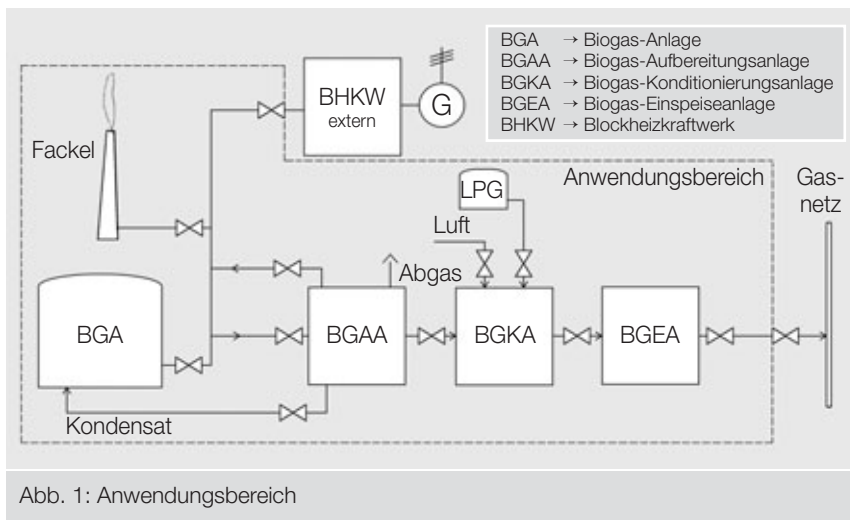 BGA → Biogas-Anlage
BGAA → Biogas-Aufbereitungsanlage
BGKA → Biogas-Konditionierungsanlage
BGEA → Biogas-Einspeiseanlage
BHKW → Blockheizkraftwerk
BHKW
extern
G
Fackel
Anwendungsbereich
Gas-
netz
LPG
Luft
Abgas
BGA
BGAA
BGKA
BGEA
Kondensat
Abb. 1: Anwendungsbereich